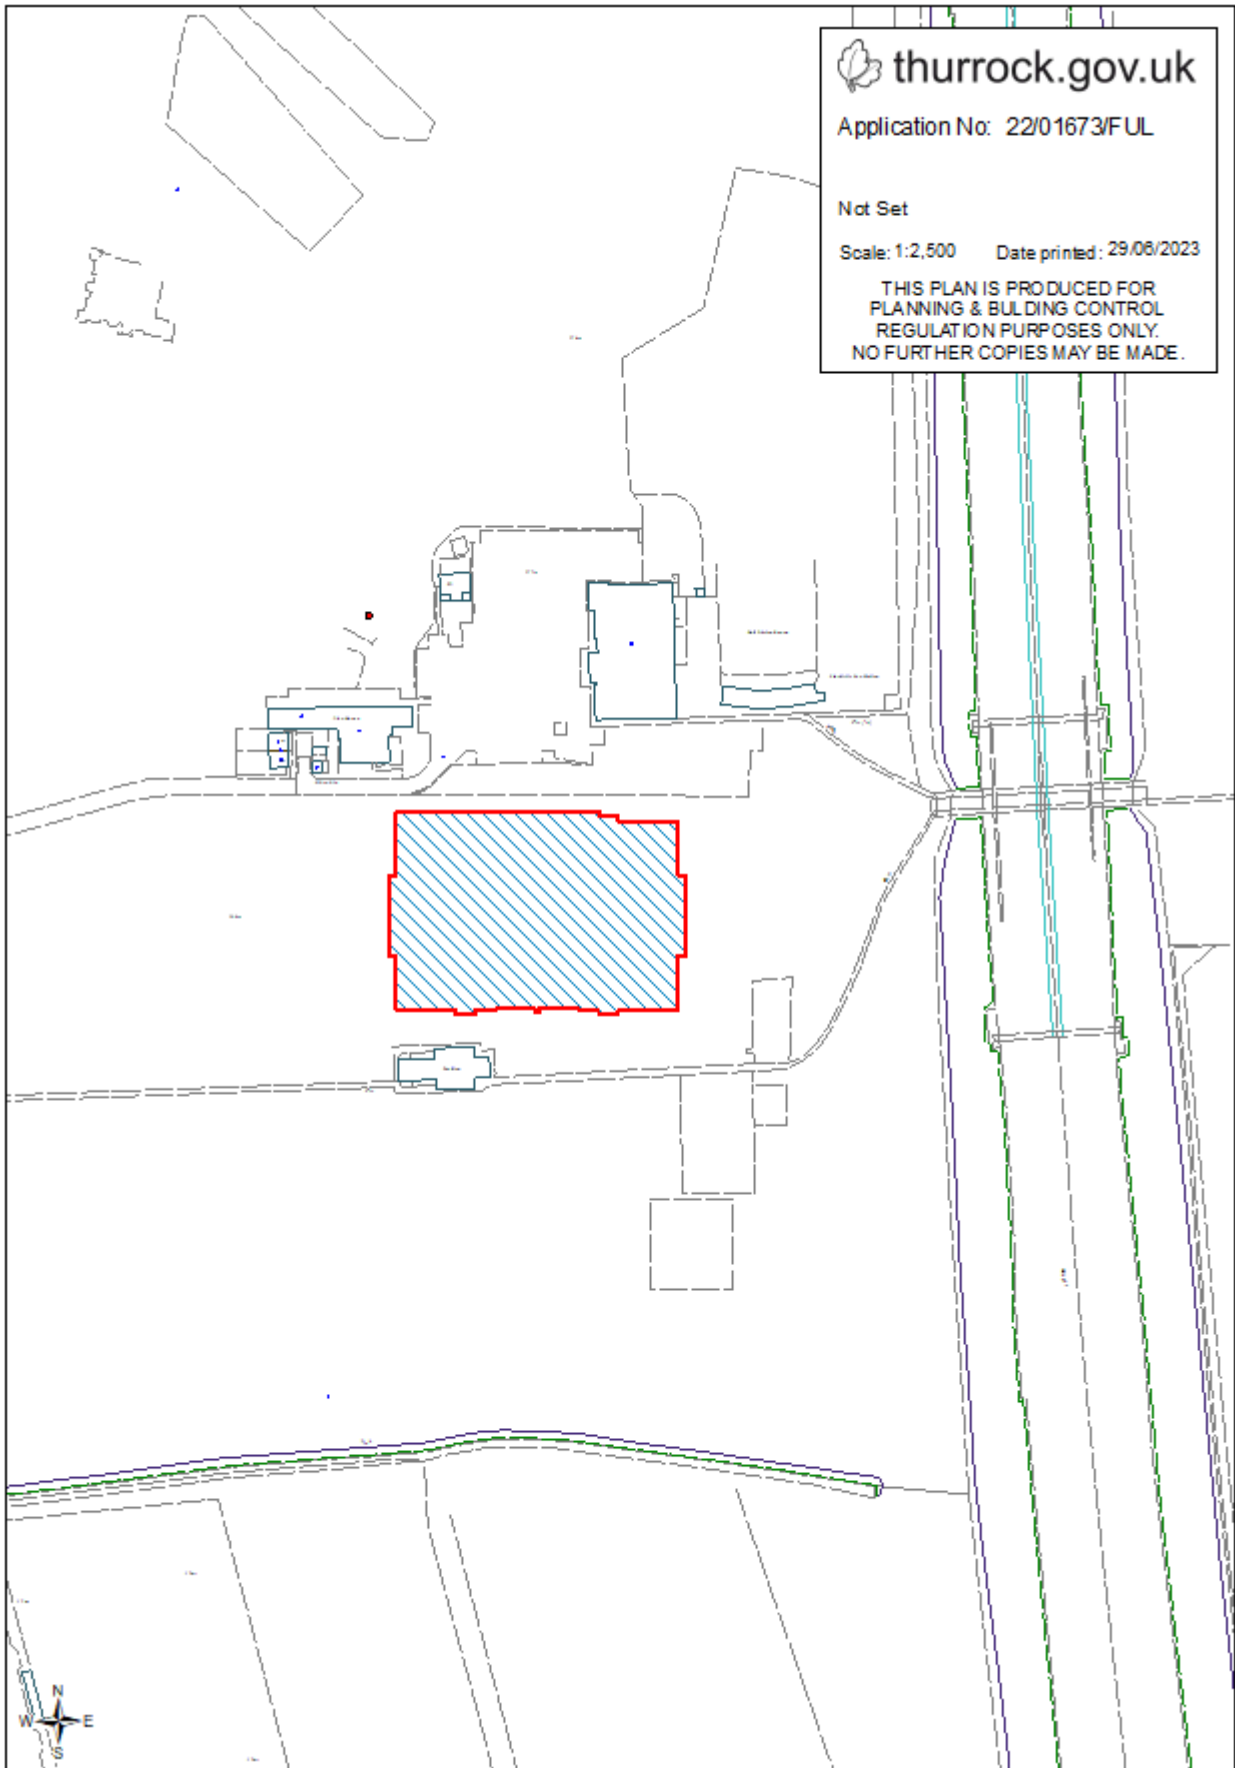 thurrock.gov.uk
Application No: 22/01673/FUL
Not Set
Scale: 1:2,500 Date printed: 29/06/2023
THIS PLAN IS PRODUCED FOR
PLANNING & BULDING CONTROL
REGULATION PURPOSES ONLY.
NO FURTHER COPIES MAY BE MADE.
N
W E
S